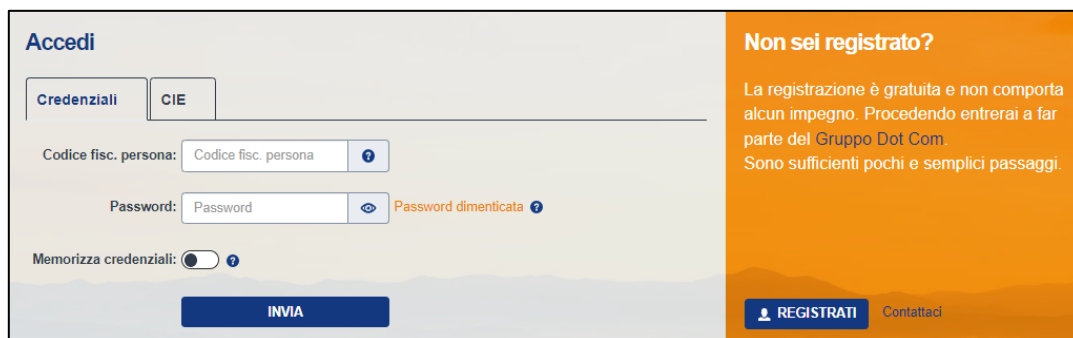 Accedi
Credenziali
CIE
Codice fisc. persona:
Codice fisc. persona
Password:
Password
Password dimenticata
Memorizza credenziali:
INVIA
Non sei registrato?
La registrazione è gratuita e non comporta
alcun impegno. Procedendo entrerai a far
parte del Gruppo Dot Com.
Sono sufficienti pochi e semplici passaggi.
REGISTRATI
Contattaci